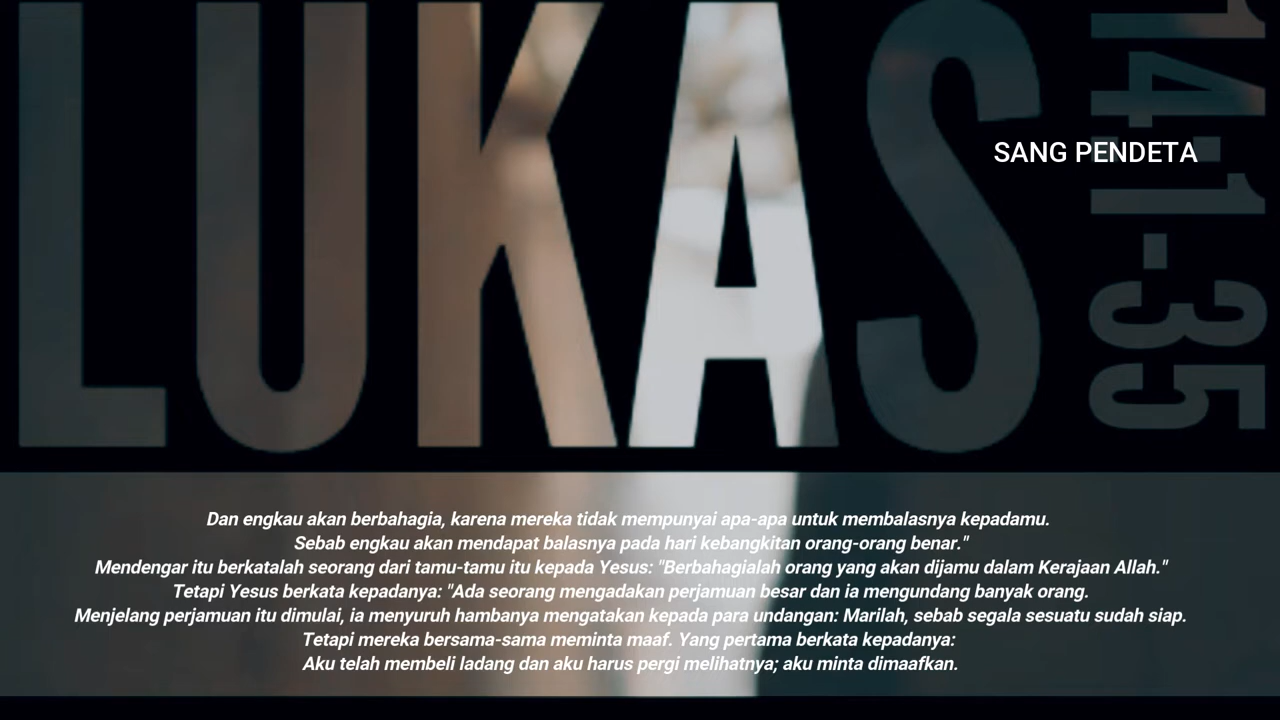 LUKAS
14:1-35
SANG PENDETA
Dan engkau akan berbahagia, karena mereka tidak mempunyai apa-apa untuk membalasnya kepadamu.
Sebab engkau akan mendapat balasnya pada hari kebangkitan orang-orang benar."
Mendengar itu berkatalah seorang dari tamu-tamu itu kepada Yesus: "Berbahagialah orang yang akan dijamu dalam Kerajaan Allah."
Tetapi Yesus berkata kepadanya: "Ada seorang mengadakan perjamuan besar dan ia mengundang banyak orang.
Menjelang perjamuan itu dimulai, ia menyuruh hambanya mengatakan kepada para undangan: Marilah, sebab segala sesuatu sudah siap.
Tetapi mereka bersama-sama meminta maaf. Yang pertama berkata kepadanya:
Aku telah membeli ladang dan aku harus pergi melihatnya; aku minta dimaafkan.